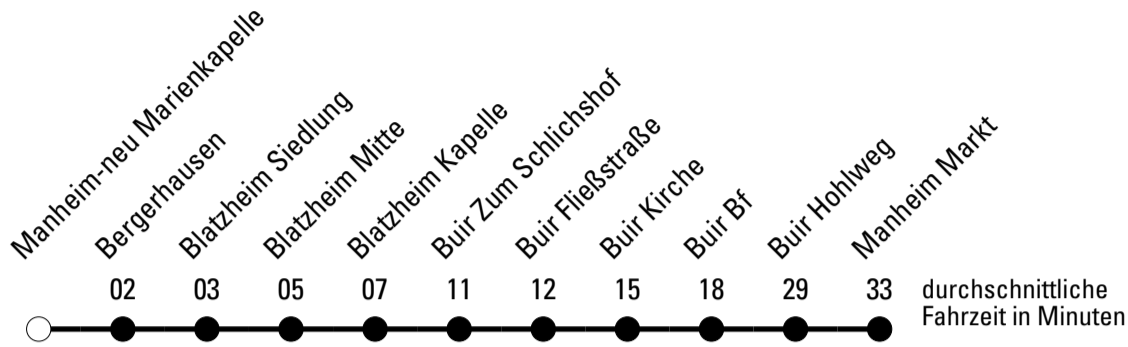 Manheim-neu Marienkapelle
Bergerhausen
Blatzheim Siedlung
Blatzheim Mitte
Blatzheim Kapelle
Buir Zum Schlichshof
Buir Fließstraße
Buir Kirche
Buir Bf
Buir Hohlweg
Manheim Markt
02 03 05 07 11 12 15 18 29 33 durchschnittliche
Fahrzeit in Minuten